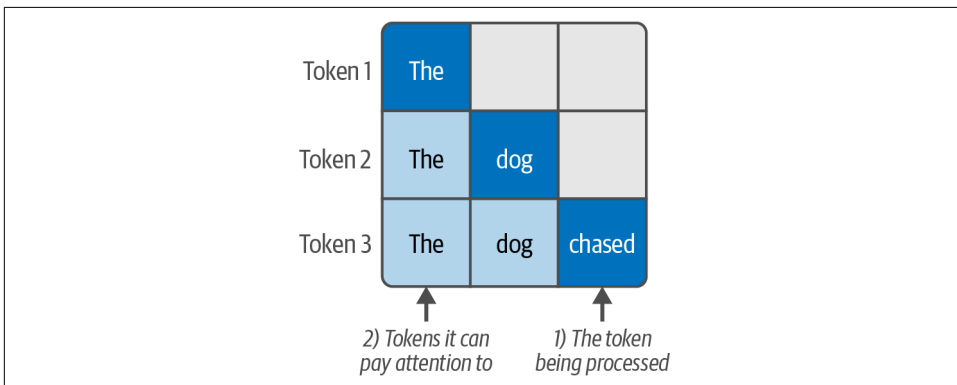 Token 1 The
Token 2 The dog
Token 3 The dog chased
2) Tokens it can
pay attention to
1) The token
being processed